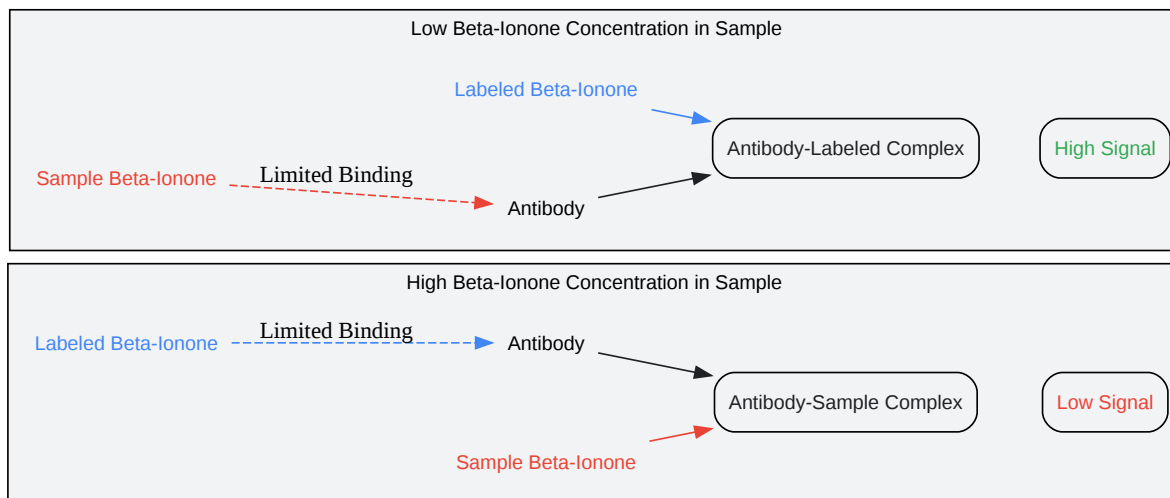 Low Beta-Ionone Concentration in Sample
Labeled Beta-Ionone
Antibody-Labeled Complex
High Signal
Limited Binding
Sample Beta-Ionone
Antibody
High Beta-Ionone Concentration in Sample
Limited Binding
Labeled Beta-Ionone
Antibody
Antibody-Sample Complex
Low Signal
Sample Beta-Ionone